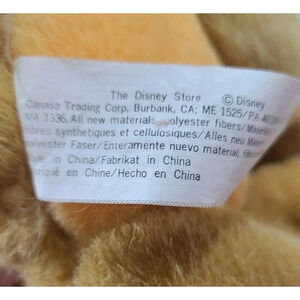 The Disney Store © Disney
Canasa Trading Corp, Burbank, CA; ME 1525/PA
MA 1336. All new materials: polyester fibers/
fibres synthetiques et cellulosiques/Alles neu
polyester Faser/Enteramente nuevo material,
in China/Fabrikat in China
en Chine/Hecho en China